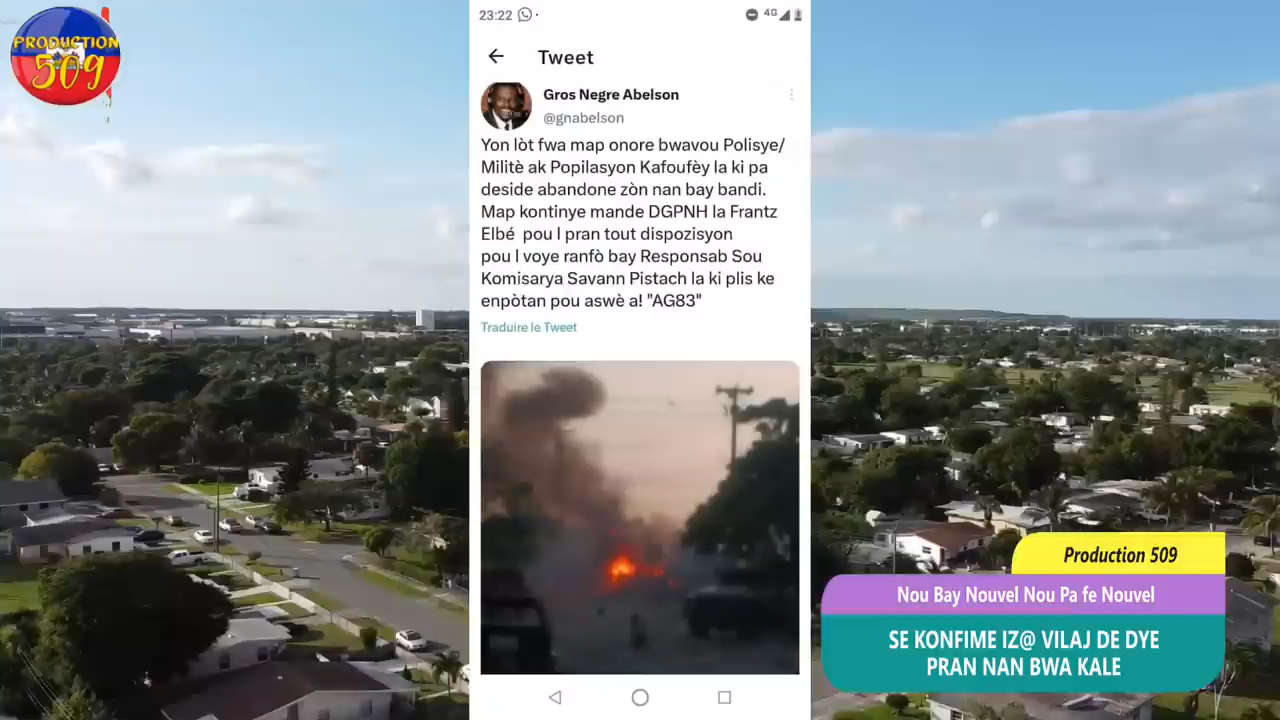 PRODUCTION
509
23:22
4G
Tweet
Gros Negre Abelson
@gnabelson
Yon lòt fwa map onore bwavou Polisye/
Militè ak Popilasyon Kafoufèy la ki pa
deside abandone zòn nan bay bandi.
Map kontinye mande DGPNH la Frantz
Elbé pou l pran tout dispozisyon
pou l voye ranfò bay Responsab Sou
Komisarya Savann Pistach la ki plis ke
enpòtan pou aswè a! "AG83"
Traduire le Tweet
Production 509
Nou Bay Nouvel Nou Pa fe Nouvel
SE KONFIME IZ@ VILAJ DE DYE
PRAN NAN BWA KALE